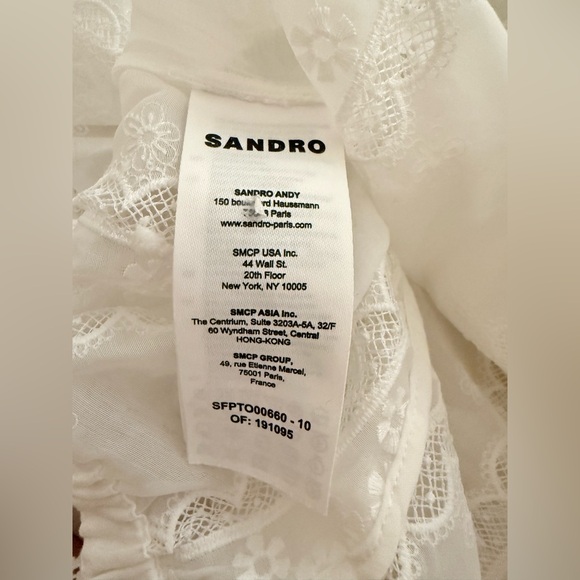 SANDRO
SANDRO ANDY
150 Haussmann
Paris
www.sandro-paris.com
SMCP USA Inc.
44 Wall St.
20th Floor
New York, NY 10005
SMCP ASIA Inc.
The Centrium, Suite 3203A-5A, 32/F
60 Wyndham Street, Central
HONG-KONG
SMCP GROUP,
49, rue Etienne Marcel,
75001 Paris,
France
SFPTO00660 - 10
OF: 191095